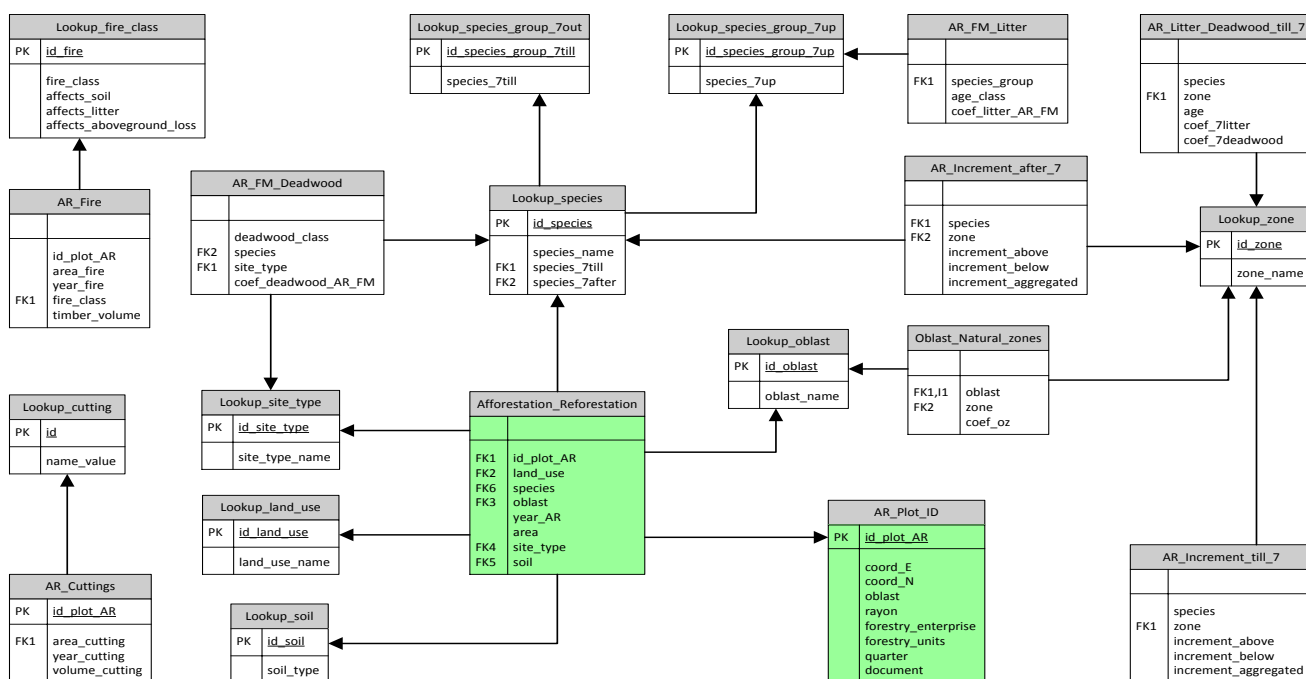 Lookup_fire_class
PK id_fire
fire_class
affects_soil
affects_litter
affects_aboveground_loss
Lookup_species_group_7out
PK id_species_group_7till
species_7till
Lookup_species_group_7up
PK id_species_group_7up
species_7up
AR_FM_Litter
FK1 species_group
age_class
coef_litter_AR_FM
AR_Litter_Deadwood_till_7
species
FK1 zone
age
coef_7litter
coef_7deadwood
AR_Fire
id_plot_AR
area_fire
year_fire
FK1 fire_class
timber_volume
AR_FM_Deadwood
deadwood_class
FK2 species
FK1 site_type
coef_deadwood_AR_FM
Lookup_species
PK id_species
species_name
FK1 species_7till
FK2 species_7after
AR_Increment_after_7
FK1 species
FK2 zone
increment_above
increment_below
increment_aggregated
Lookup_zone
PK id_zone
zone_name
Lookup_oblast
PK id_oblast
oblast_name
Oblast_Natural_zones
FK1,I1 oblast
FK2 zone
coef_oz
Lookup_cutting
PK id
name_value
Lookup_site_type
PK id_site_type
site_type_name
Afforestation_Reforestation
FK1 id_plot_AR
FK2 land_use
FK6 species
FK3 oblast
year_AR
area
FK4 site_type
FK5 soil
Lookup_land_use
PK id_land_use
land_use_name
AR_Plot_ID
PK id_plot_AR
coord_E
coord_N
oblast
rayon
forestry_enterprise
forestry_units
quarter
document
AR_Cuttings
PK id_plot_AR
FK1 area_cutting
year_cutting
volume_cutting
Lookup_soil
PK id_soil
soil_type
AR_Increment_till_7
species
FK1 zone
increment_above
increment_below
increment_aggregated